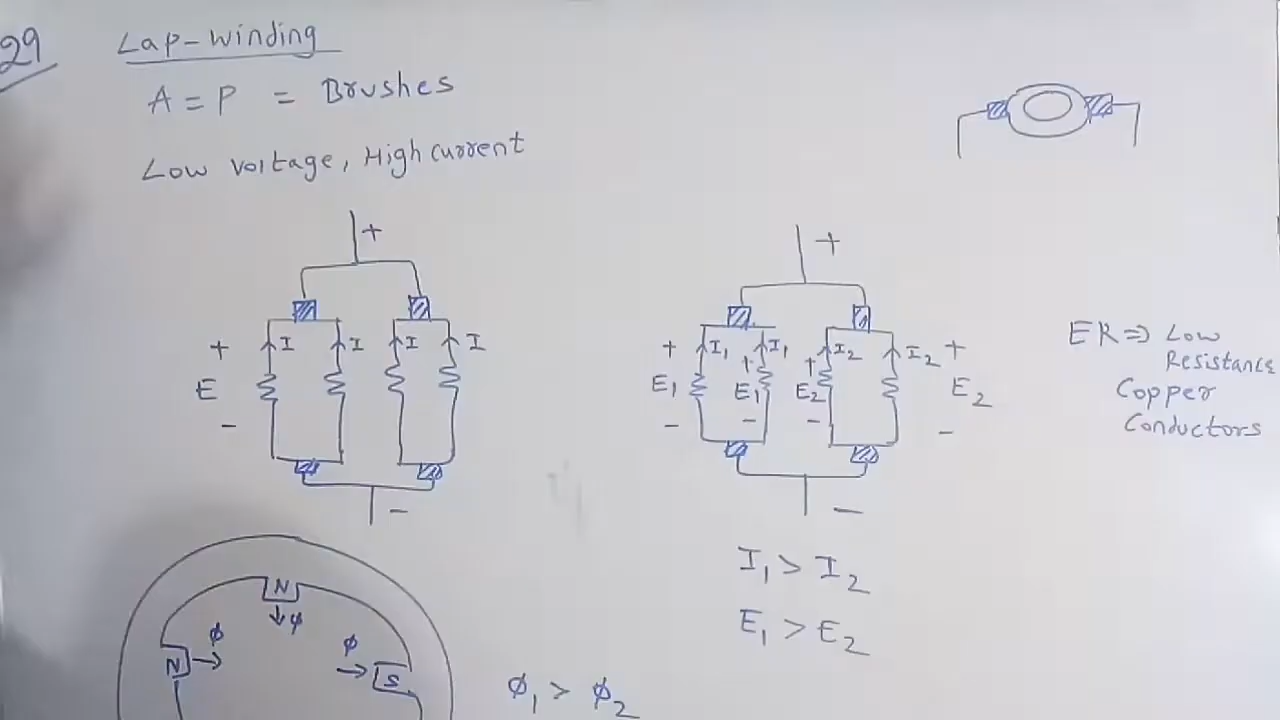 29
Lap-winding
A = P = Brushes
Low voltage, High current
+
+ I I I I
E
-
-
+
+ I₁ + I₁ + I₂ I₂ +
E₁ E₁ E₂ E₂
- - - -
-
ER ⇒ Low
Resistance
Copper
Conductors
I₁ > I₂
E₁ > E₂
N
φ
φ φ
N S
φ₁ > φ₂